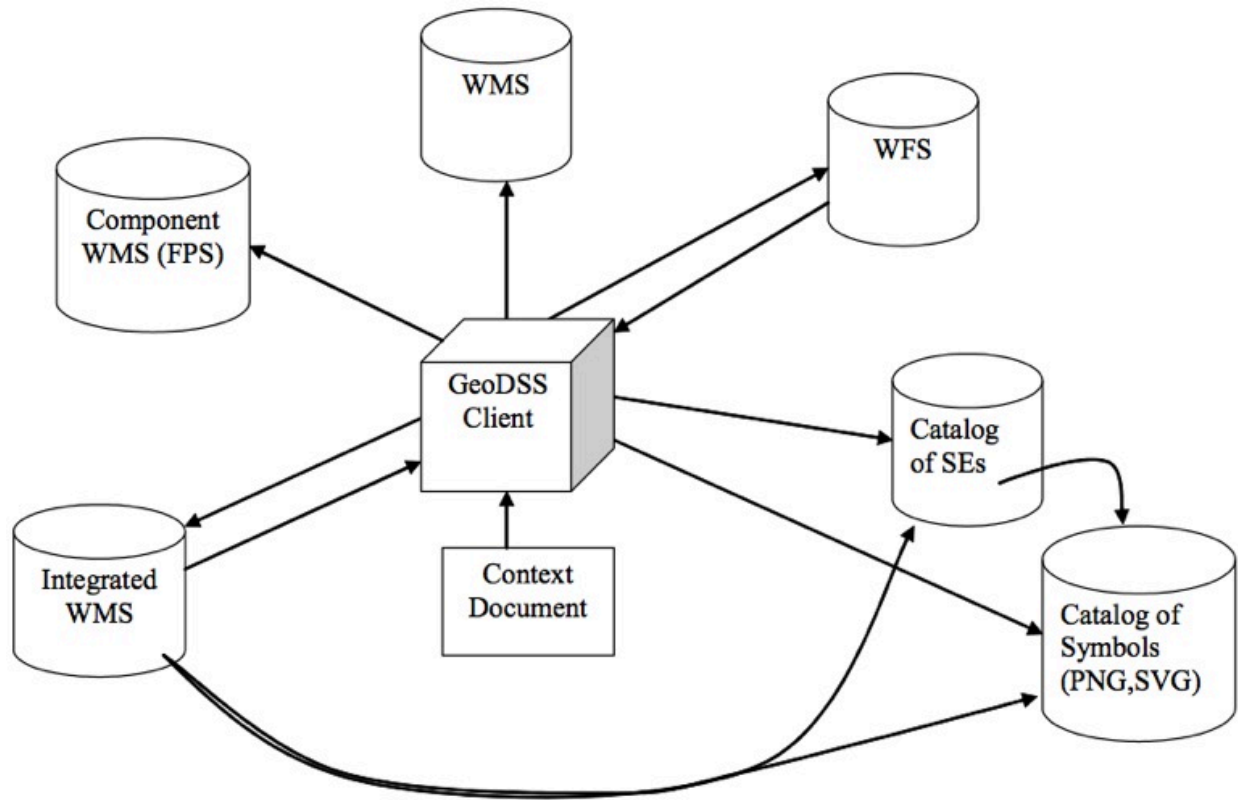 WMS
WFS
Component
WMS (FPS)
GeoDSS
Client
Catalog
of SEs
Integrated
WMS
Context
Document
Catalog of
Symbols
(PNG,SVG)